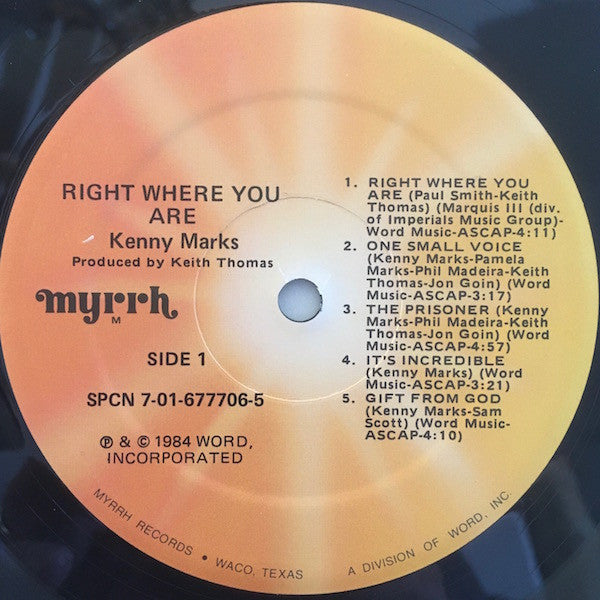 RIGHT WHERE YOU
ARE
Kenny Marks
Produced by Keith Thomas
myrrh
M
SIDE 1
SPCN 7-01-677706-5
℗ & © 1984 WORD,
INCORPORATED
1. RIGHT WHERE YOU
ARE (Paul Smith-Keith
Thomas) (Marquis III (div.
of Imperials Music Group)-
Word Music-ASCAP-4:11)
2. ONE SMALL VOICE
(Kenny Marks-Pamela
Marks-Phil Madeira-Keith
Thomas-Jon Goin) (Word
Music-ASCAP-3:17)
3. THE PRISONER (Kenny
Marks-Phil Madeira-Keith
Thomas-Jon Goin) (Word
Music-ASCAP-4:57)
4. IT'S INCREDIBLE
(Kenny Marks) (Word
Music-ASCAP-3:21)
5. GIFT FROM GOD
(Kenny Marks-Sam
Scott) (Word Music-
ASCAP-4:10)
MYRRH RECORDS • WACO, TEXAS A DIVISION OF WORD, INC.